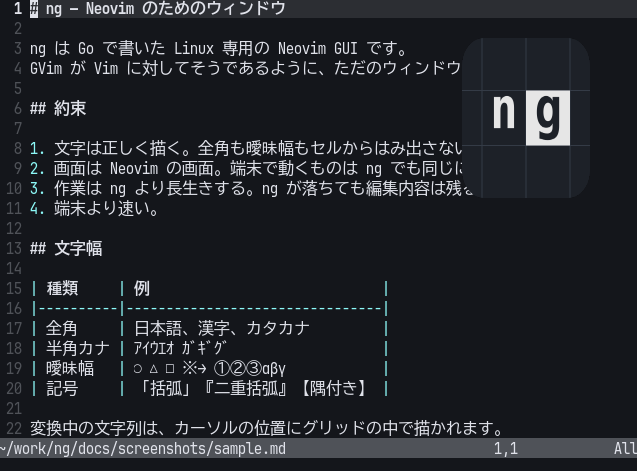 1 # ng — Neovim のためのウィンドウ
2
3 ng は Go で書いた Linux 専用の Neovim GUI です。
4 GVim が Vim に対してそうであるように、ただのウィンドウ
5
6 ## 約束
7
8 1. 文字は正しく描く。全角も曖昧幅もセルからはみ出さない
9 2. 画面は Neovim の画面。端末で動くものは ng でも同じに
10 3. 作業は ng より長生きする。ng が落ちても編集内容は残る
11 4. 端末より速い。
12
13 ## 文字幅
14
15 | 種類 | 例 |
16 |----------|--------------------------------|
17 | 全角 | 日本語、漢字、カタカナ |
18 | 半角カナ | ｱｲｳｴｵ ｶﾞｷﾞｸﾞ |
19 | 曖昧幅 | ○ △ □ ※→ ①②③αβγ |
20 | 記号 | 「括弧」『二重括弧』【隅付き】 |
21
22 変換中の文字列は、カーソルの位置にグリッドの中で描かれます。
~/work/ng/docs/screenshots/sample.md 1,1 All
ng